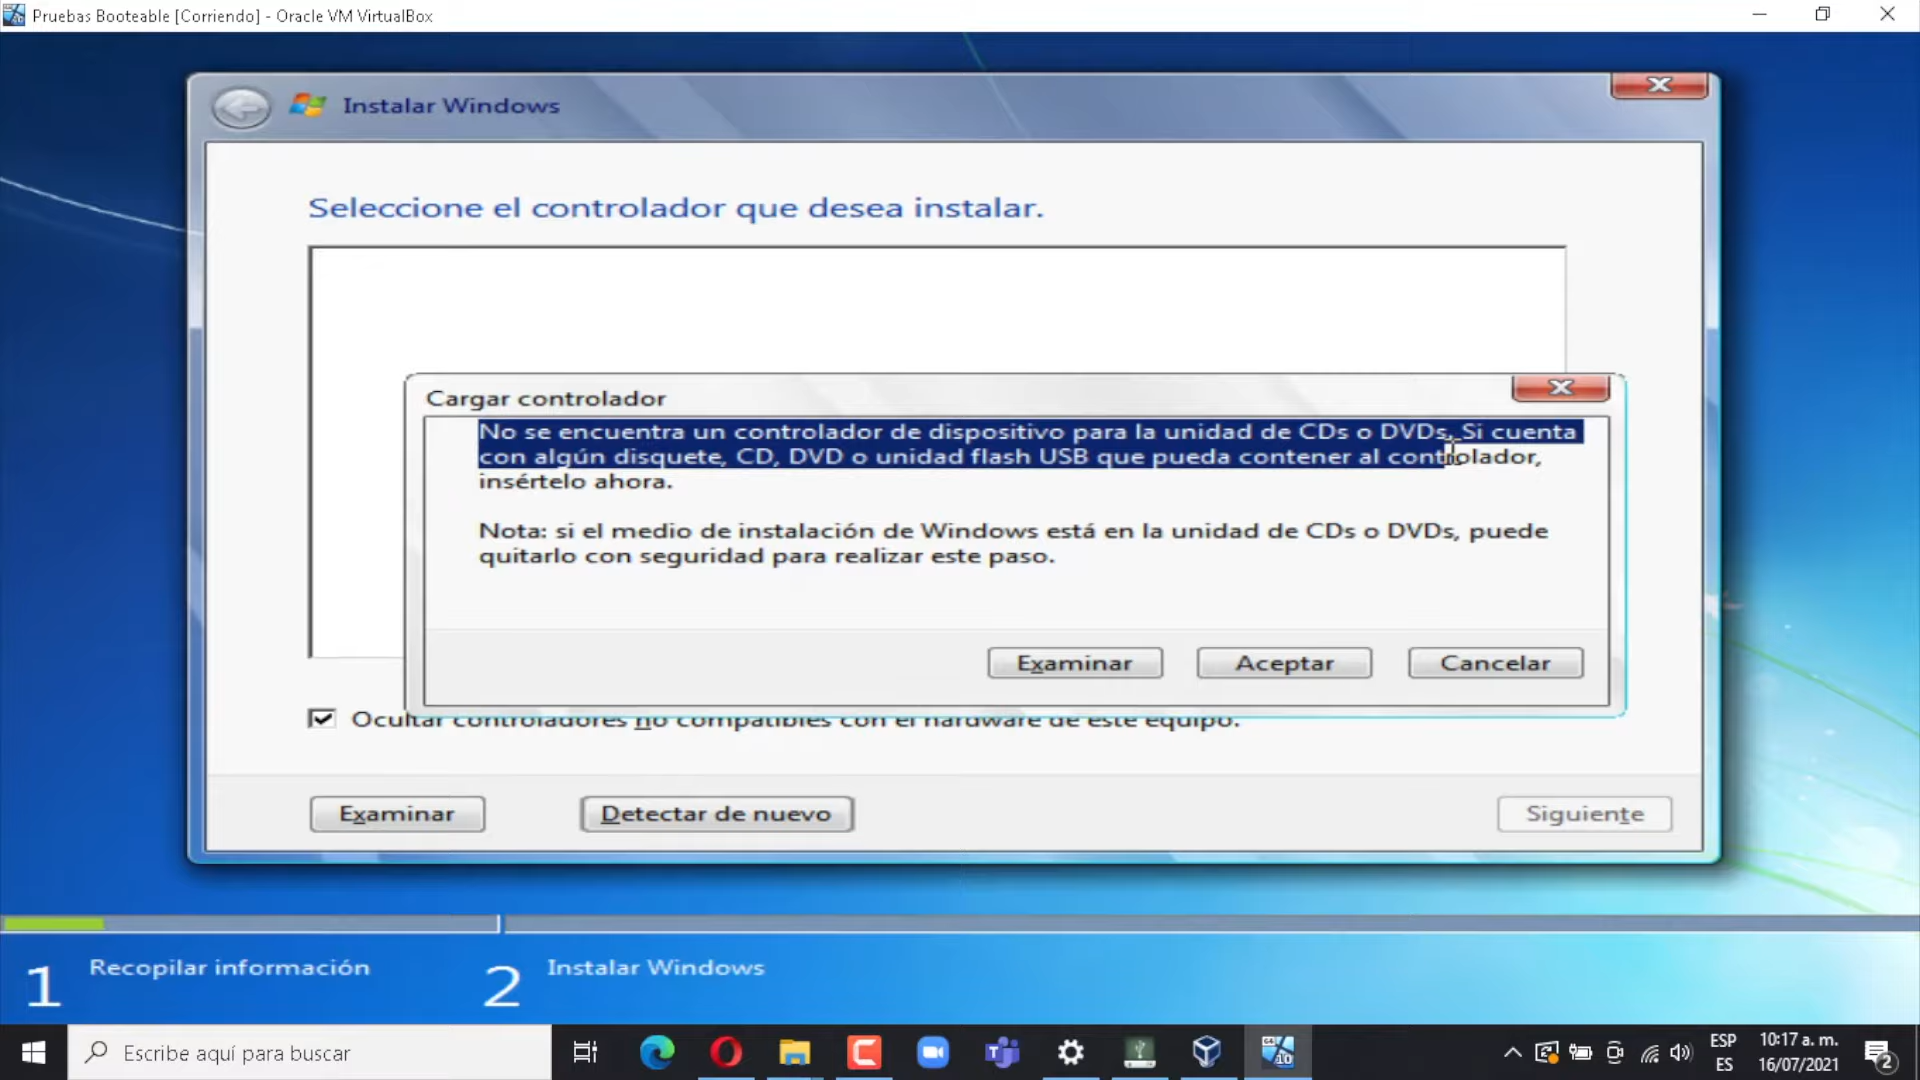 Pruebas Booteable [Corriendo] - Oracle VM VirtualBox
Instalar Windows
Seleccione el controlador que desea instalar.
Cargar controlador
No se encuentra un controlador de dispositivo para la unidad de CDs o DVDs. Si cuenta
con algún disquete, CD, DVD o unidad flash USB que pueda contener al controlador,
insértelo ahora.
Nota: si el medio de instalación de Windows está en la unidad de CDs o DVDs, puede
quitarlo con seguridad para realizar este paso.
Examinar Aceptar Cancelar
Ocultar controladores no compatibles con el hardware de este equipo.
Examinar Detectar de nuevo Siguiente
1 Recopilar información 2 Instalar Windows
Escribe aquí para buscar
ESP 10:17 a. m.
ES 16/07/2021 2